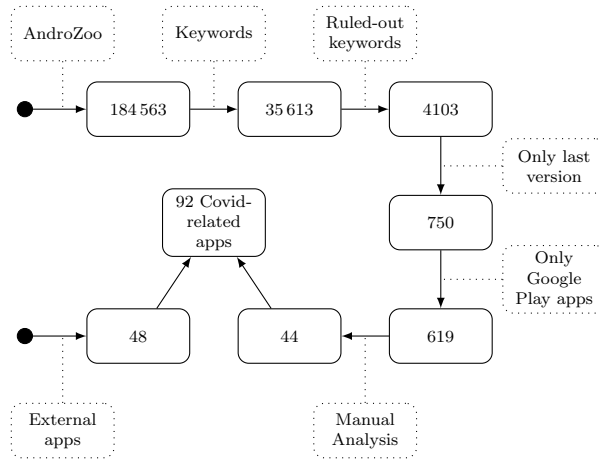 AndroZoo
Keywords
Ruled-out
keywords
184 563
35 613
4103
Only last
version
92 Covid-
related
apps
750
Only
Google
Play apps
48
44
619
External
apps
Manual
Analysis